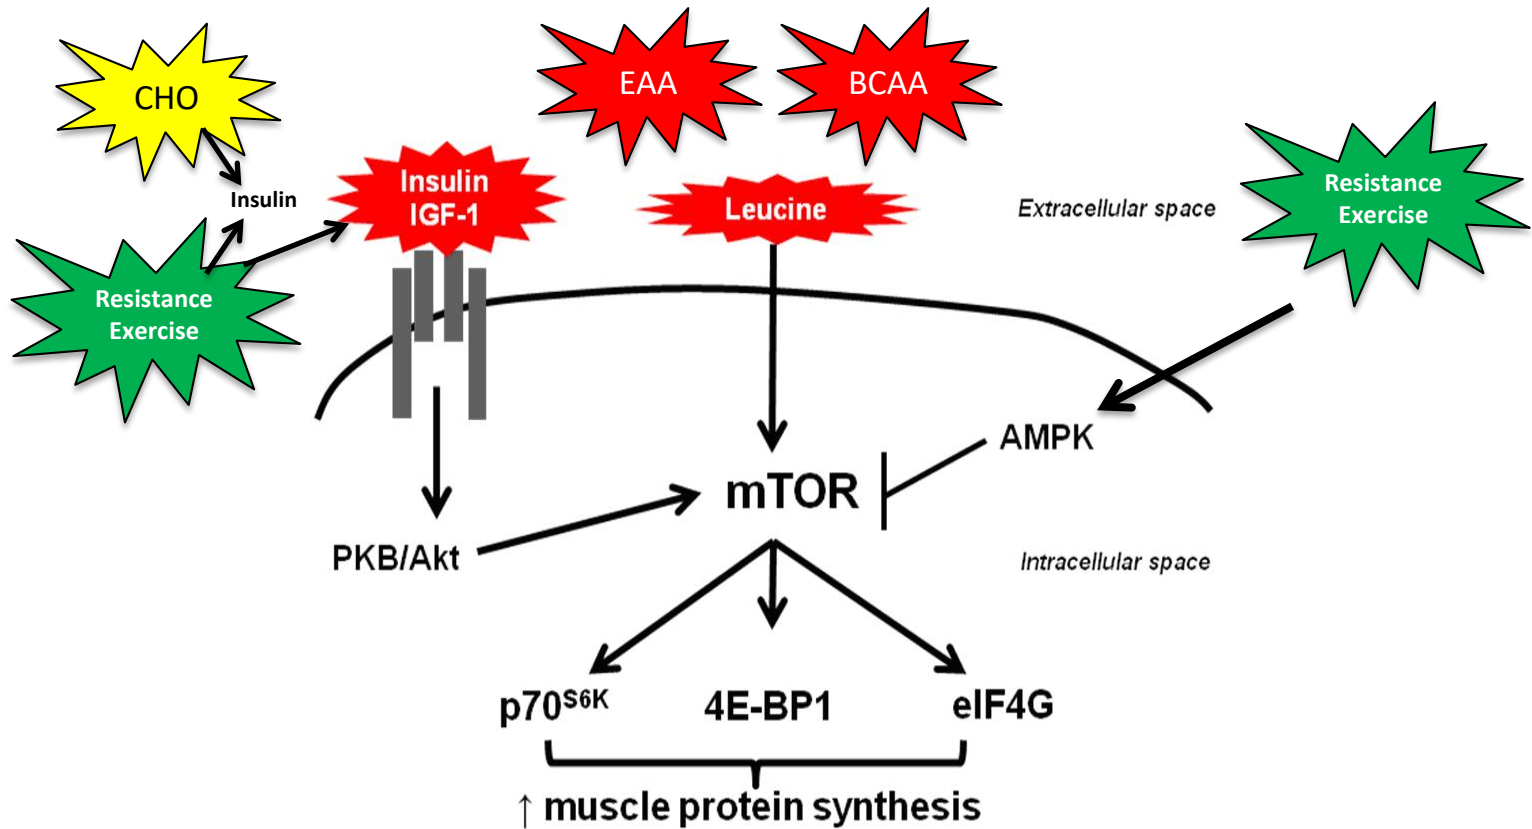 CHO
EAA
BCAA
Insulin
IGF-1
Insulin
Leucine
Extracellular space
Resistance
Exercise
Resistance
Exercise
AMPK
mTOR
PKB/Akt
Intracellular space
p70S6K
4E-BP1
eIF4G
↑ muscle protein synthesis